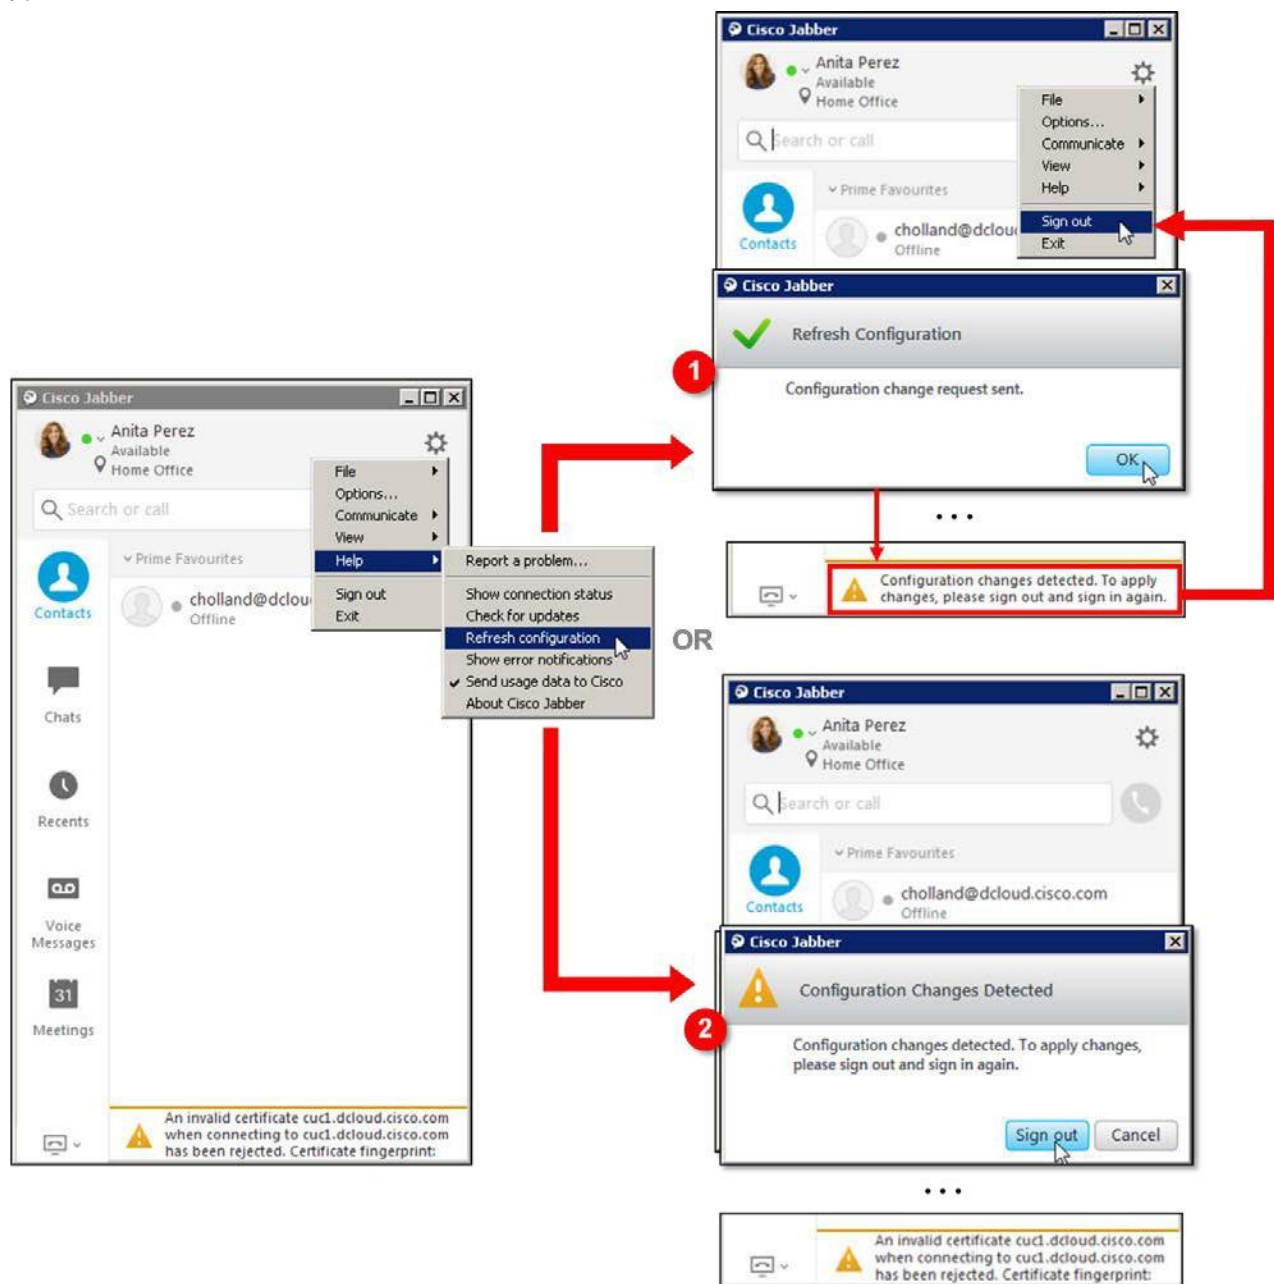 Cisco Jabber
Anita Perez
Available
Home Office
Search or call
Prime Favourites
cholland@dclou
Offline
Contacts
File
Options...
Communicate
View
Help
Sign out
Exit
Cisco Jabber
Refresh Configuration
1
Configuration change request sent.
OK
...
Configuration changes detected. To apply
changes, please sign out and sign in again.
Cisco Jabber
Anita Perez
Available
Home Office
Search or call
Prime Favourites
cholland@dclou
Offline
Contacts
Chats
Recents
Voice
Messages
31
Meetings
File
Options...
Communicate
View
Help
Sign out
Exit
Report a problem...
Show connection status
Check for updates
Refresh configuration
Show error notifications
Send usage data to Cisco
About Cisco Jabber
An invalid certificate cuc1.dcloud.cisco.com
when connecting to cuc1.dcloud.cisco.com
has been rejected. Certificate fingerprint:
OR
Cisco Jabber
Anita Perez
Available
Home Office
Search or call
Prime Favourites
cholland@dcloud.cisco.com
Offline
Contacts
Cisco Jabber
Configuration Changes Detected
2
Configuration changes detected. To apply changes,
please sign out and sign in again.
Sign out
Cancel
...
An invalid certificate cuc1.dcloud.cisco.com
when connecting to cuc1.dcloud.cisco.com
has been rejected. Certificate fingerprint: